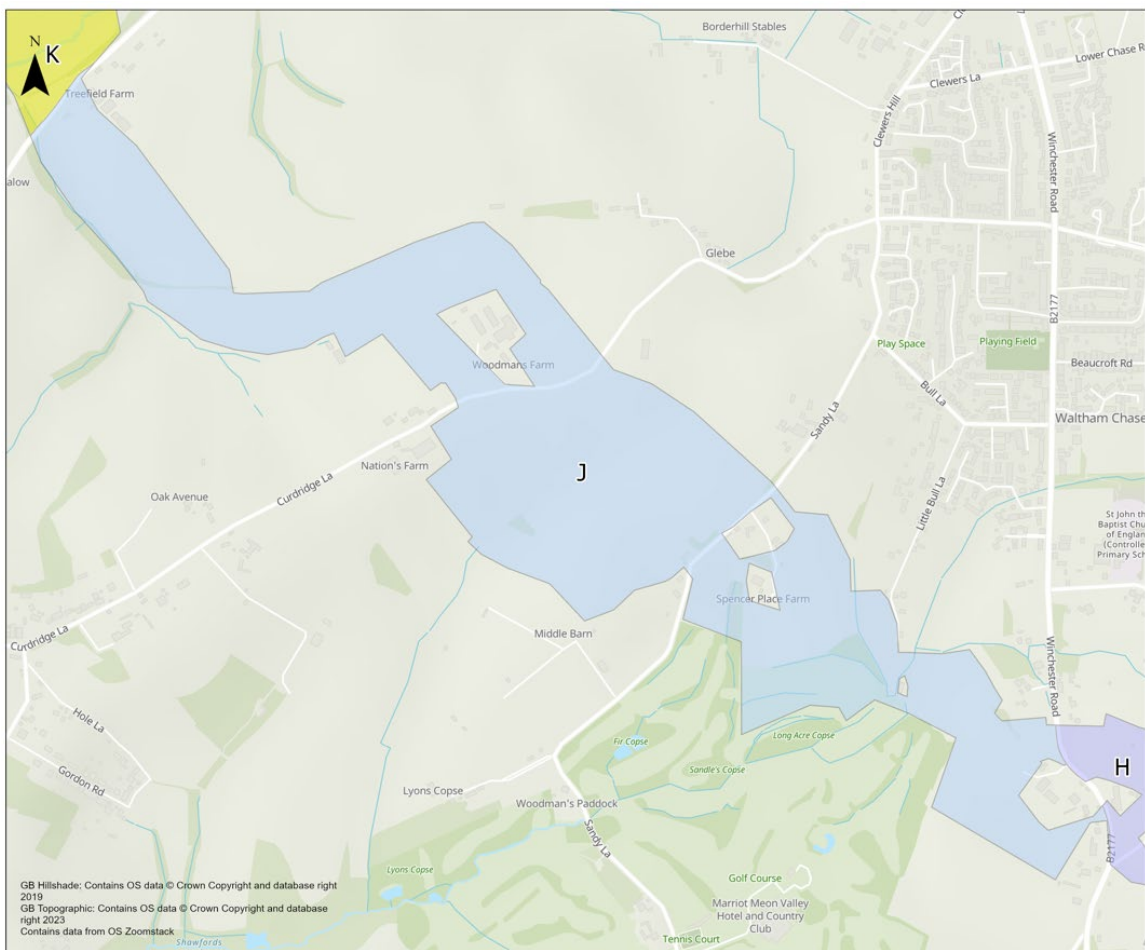 Borderhill Stables
Cl
L
Lower Chase R
N
K
Clewers La
Treefield Farm
Clewers Hill
Winchester Road
alow
Glebe
B2177
Play Space
Playing Field
Woodmans Farm
Beaucroft Rd
Bull La
Sandy La
Waltham Chase
Nation's Farm
J
Oak Avenue
Curdridge La
Little Bull La
St John th
Baptist Chu
of Englan
(Controlle
Primary Sch
Spencer Place Farm
Middle Barn
Curdridge La
Winchester Road
Hole La
Fir Copse
Long Acre Copse
Sandle's Copse
H
Gordon Rd
Lyons Copse
Woodman's Paddock
Sandy La
B2177
Lyons Copse
Golf Course
Marriot Meon Valley
Hotel and Country
Club
Tennis Court
GB Hillshade: Contains OS data © Crown Copyright and database right
2019
GB Topographic: Contains OS data © Crown Copyright and database
right 2023
Contains data from OS Zoomstack
Shawfords